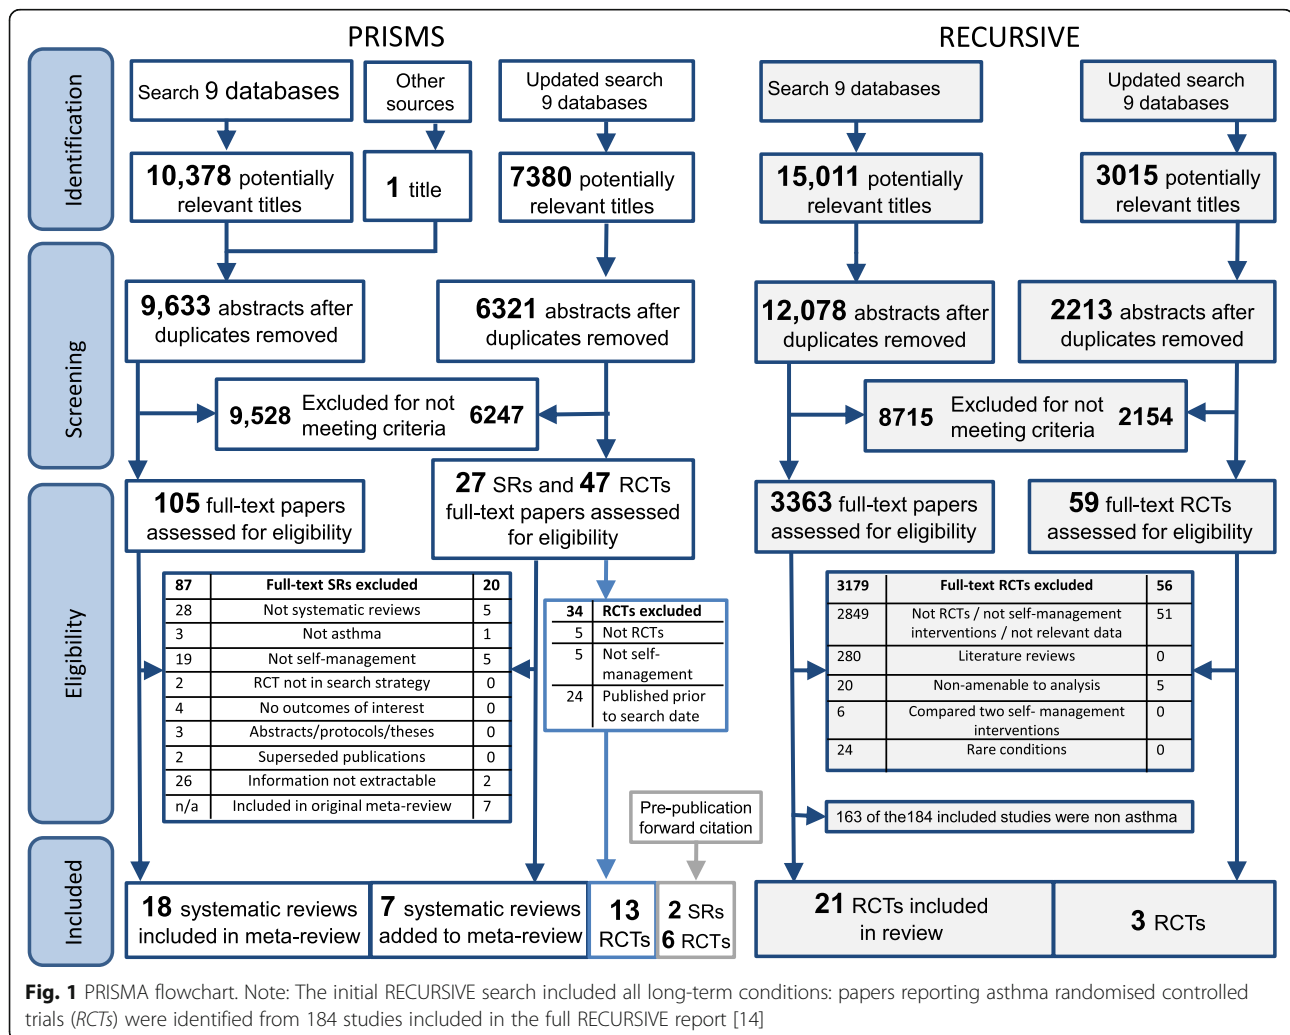 PRISMS
RECURSIVE
Identification
Screening
Eligibility
Included
Search 9 databases
Other
sources
Updated search
9 databases
10,378 potentially
relevant titles
1 title
7380 potentially
relevant titles
9,633 abstracts after
duplicates removed
6321 abstracts after
duplicates removed
9,528 Excluded for not 6247
meeting criteria
105 full-text papers
assessed for eligibility
27 SRs and 47 RCTs
full-text papers assessed
for eligibility
87 Full-text SRs excluded 20
28 Not systematic reviews 5
3 Not asthma 1
19 Not self-management 5
2 RCT not in search strategy 0
4 No outcomes of interest 0
3 Abstracts/protocols/theses 0
2 Superseded publications 0
26 Information not extractable 2
n/a Included in original meta-review 7
34 RCTs excluded
5 Not RCTs
5 Not self-
management
24 Published prior
to search date
Pre-publication
forward citation
18 systematic reviews
included in meta-review
7 systematic reviews
added to meta-review
13
RCTs
2 SRs
6 RCTs
Search 9 databases
Updated search
9 databases
15,011 potentially
relevant titles
3015 potentially
relevant titles
12,078 abstracts after
duplicates removed
2213 abstracts after
duplicates removed
8715 Excluded for not 2154
meeting criteria
3363 full-text papers
assessed for eligibility
59 full-text RCTs
assessed for eligibility
3179 Full-text RCTs excluded 56
2849 Not RCTs / not self-management 51
interventions / not relevant data
280 Literature reviews 0
20 Non-amenable to analysis 5
6 Compared two self- management 0
interventions
24 Rare conditions 0
163 of the184 included studies were non asthma
21 RCTs included
in review
3 RCTs
Fig. 1 PRISMA flowchart. Note: The initial RECURSIVE search included all long-term conditions: papers reporting asthma randomised controlled
trials (RCTs) were identified from 184 studies included in the full RECURSIVE report [14]